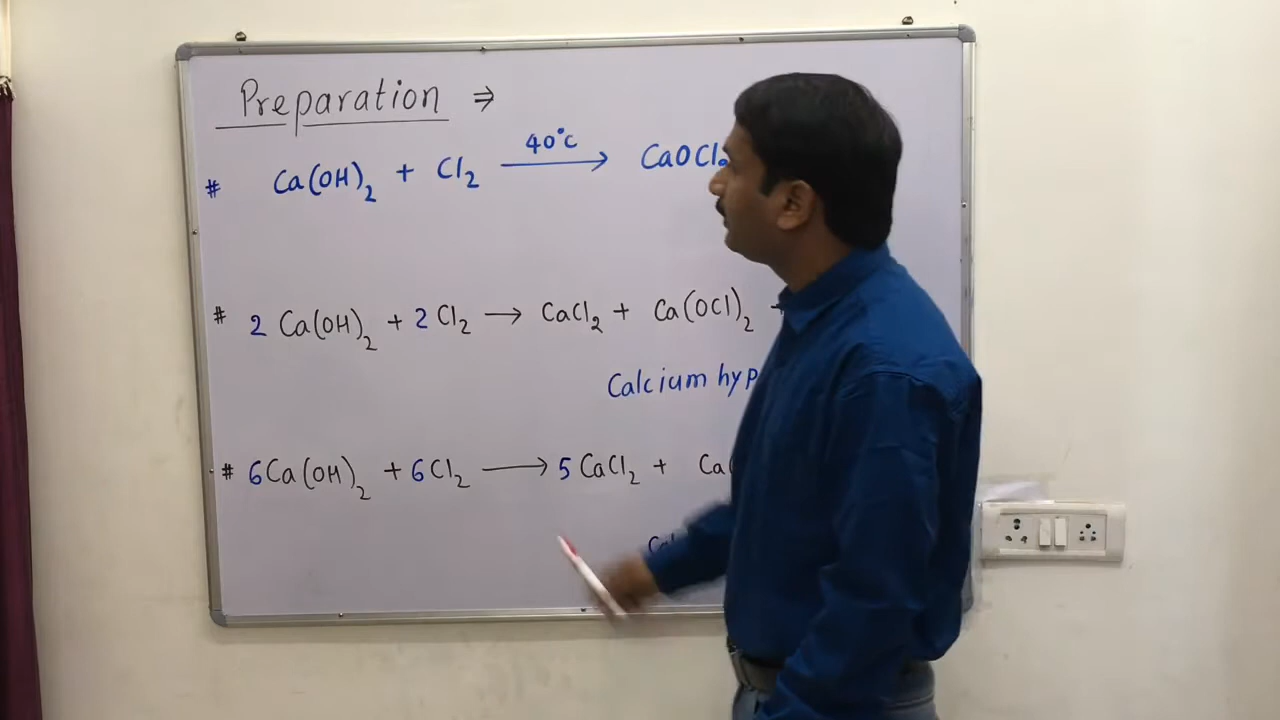 Preparation ⇒
40°C
# Ca(OH)₂ + Cl₂ ⟶ CaOCl₂
# 2 Ca(OH)₂ + 2 Cl₂ → CaCl₂ + Ca(OCl)₂ +
Calcium hyp
# 6Ca(OH)₂ + 6Cl₂ ⟶ 5 CaCl₂ + Ca(